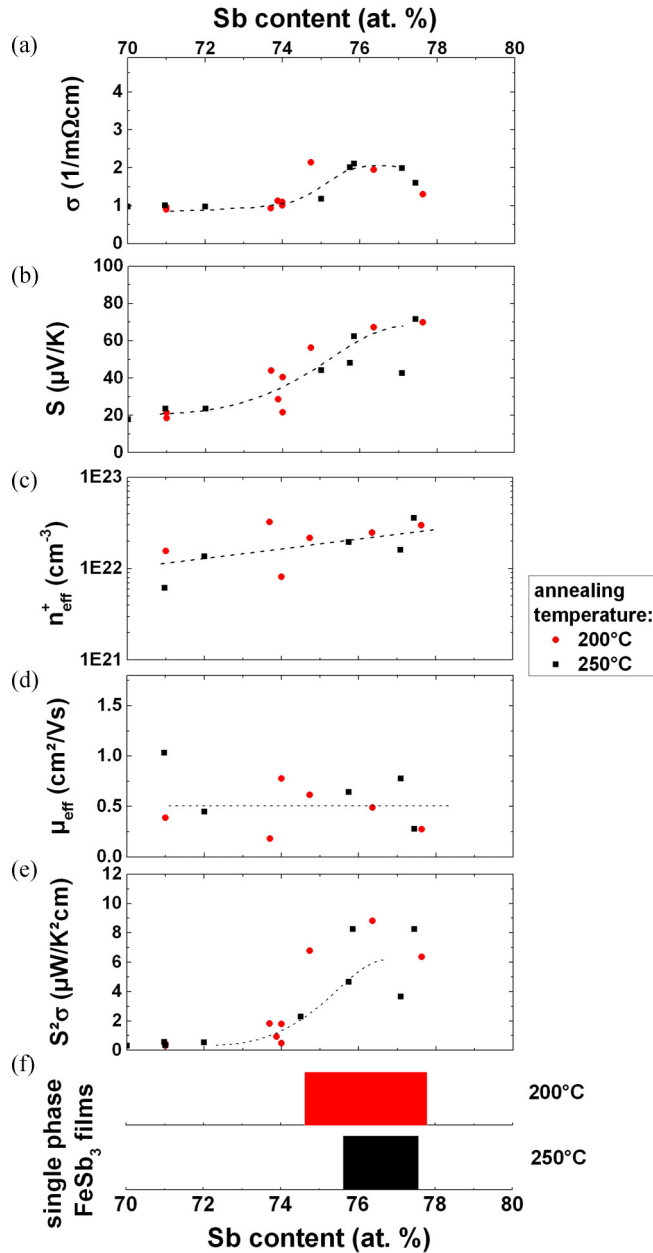 Sb content (at. %)
70 72 74 76 78 80
(a)
4
3
2
1
0
σ (1/mΩcm)
(b)
100
80
60
40
20
0
S (µV/K)
(c)
1E23
1E22
1E21
n⁺eff (cm⁻³)
annealing
temperature:
200°C
250°C
(d)
1.5
1.0
0.5
0.0
µeff (cm²/Vs)
(e)
12
10
8
6
4
2
0
S²σ (µW/K²cm)
(f)
single phase
FeSb₃ films
200°C
250°C
70 72 74 76 78 80
Sb content (at. %)